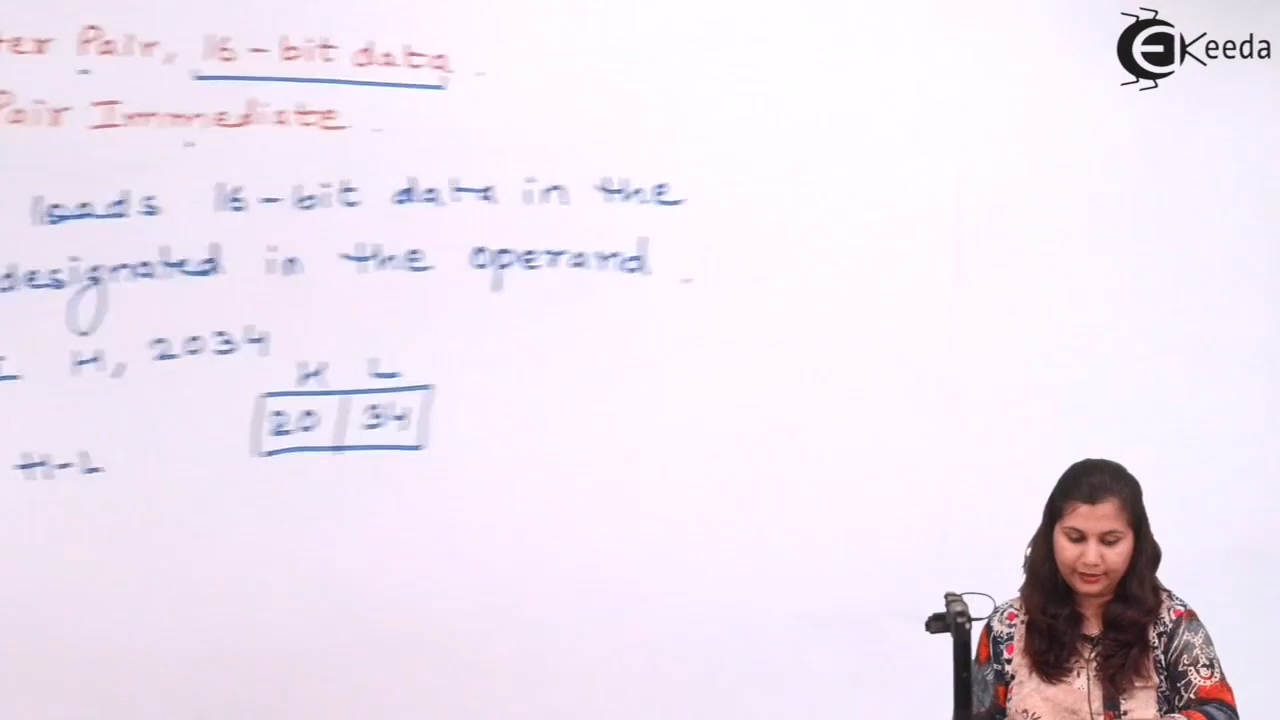 EKeeda
ter Pair, 16-bit data.
Pair Immediate.
loads 16-bit data in the
designated in the operand.
I H, 2034
H L
20 34
H-L